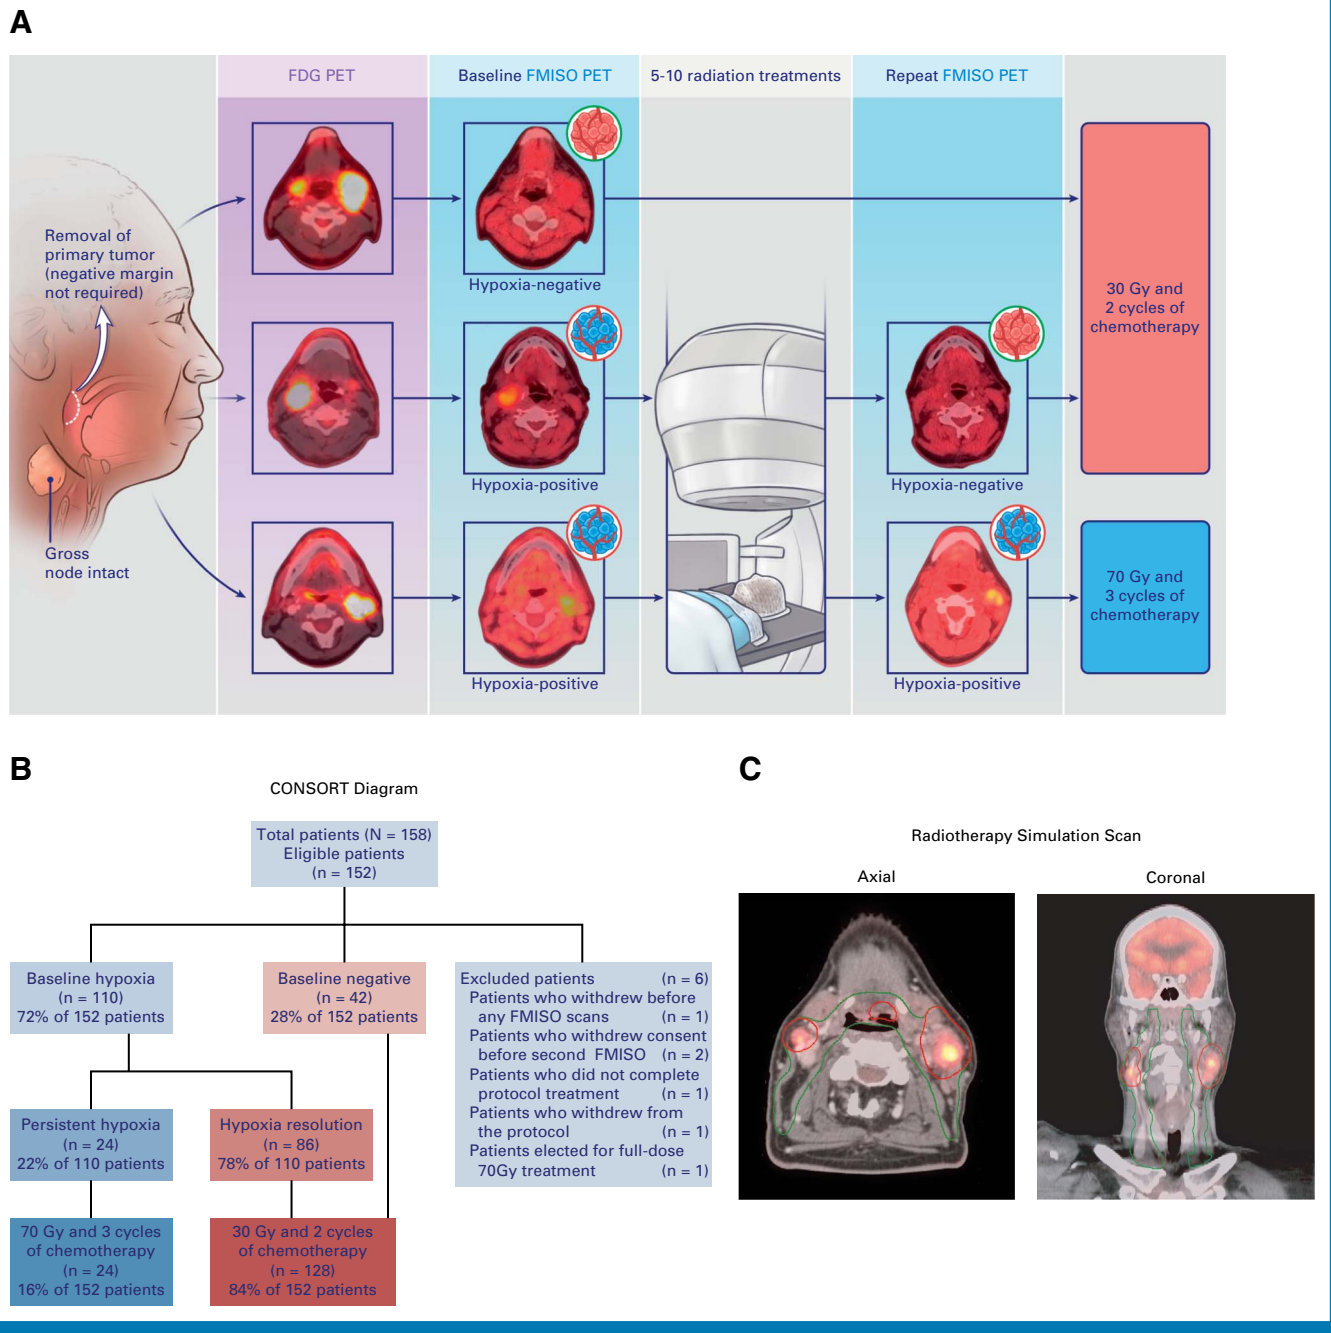 A
FDG PET
Baseline FMISO PET
5-10 radiation treatments
Repeat FMISO PET
Removal of
primary tumor
(negative margin
not required)
Gross
node intact
Hypoxia-negative
Hypoxia-positive
Hypoxia-negative
Hypoxia-positive
Hypoxia-positive
30 Gy and
2 cycles of
chemotherapy
70 Gy and
3 cycles of
chemotherapy
B
CONSORT Diagram
Total patients (N = 158)
Eligible patients
(n = 152)
Baseline hypoxia
(n = 110)
72% of 152 patients
Baseline negative
(n = 42)
28% of 152 patients
Excluded patients (n = 6)
Patients who withdrew before
any FMISO scans (n = 1)
Patients who withdrew consent
before second FMISO (n = 2)
Patients who did not complete
protocol treatment (n = 1)
Patients who withdrew from
the protocol (n = 1)
Patients elected for full-dose
70Gy treatment (n = 1)
Persistent hypoxia
(n = 24)
22% of 110 patients
Hypoxia resolution
(n = 86)
78% of 110 patients
70 Gy and 3 cycles
of chemotherapy
(n = 24)
16% of 152 patients
30 Gy and 2 cycles
of chemotherapy
(n = 128)
84% of 152 patients
C
Radiotherapy Simulation Scan
Axial
Coronal